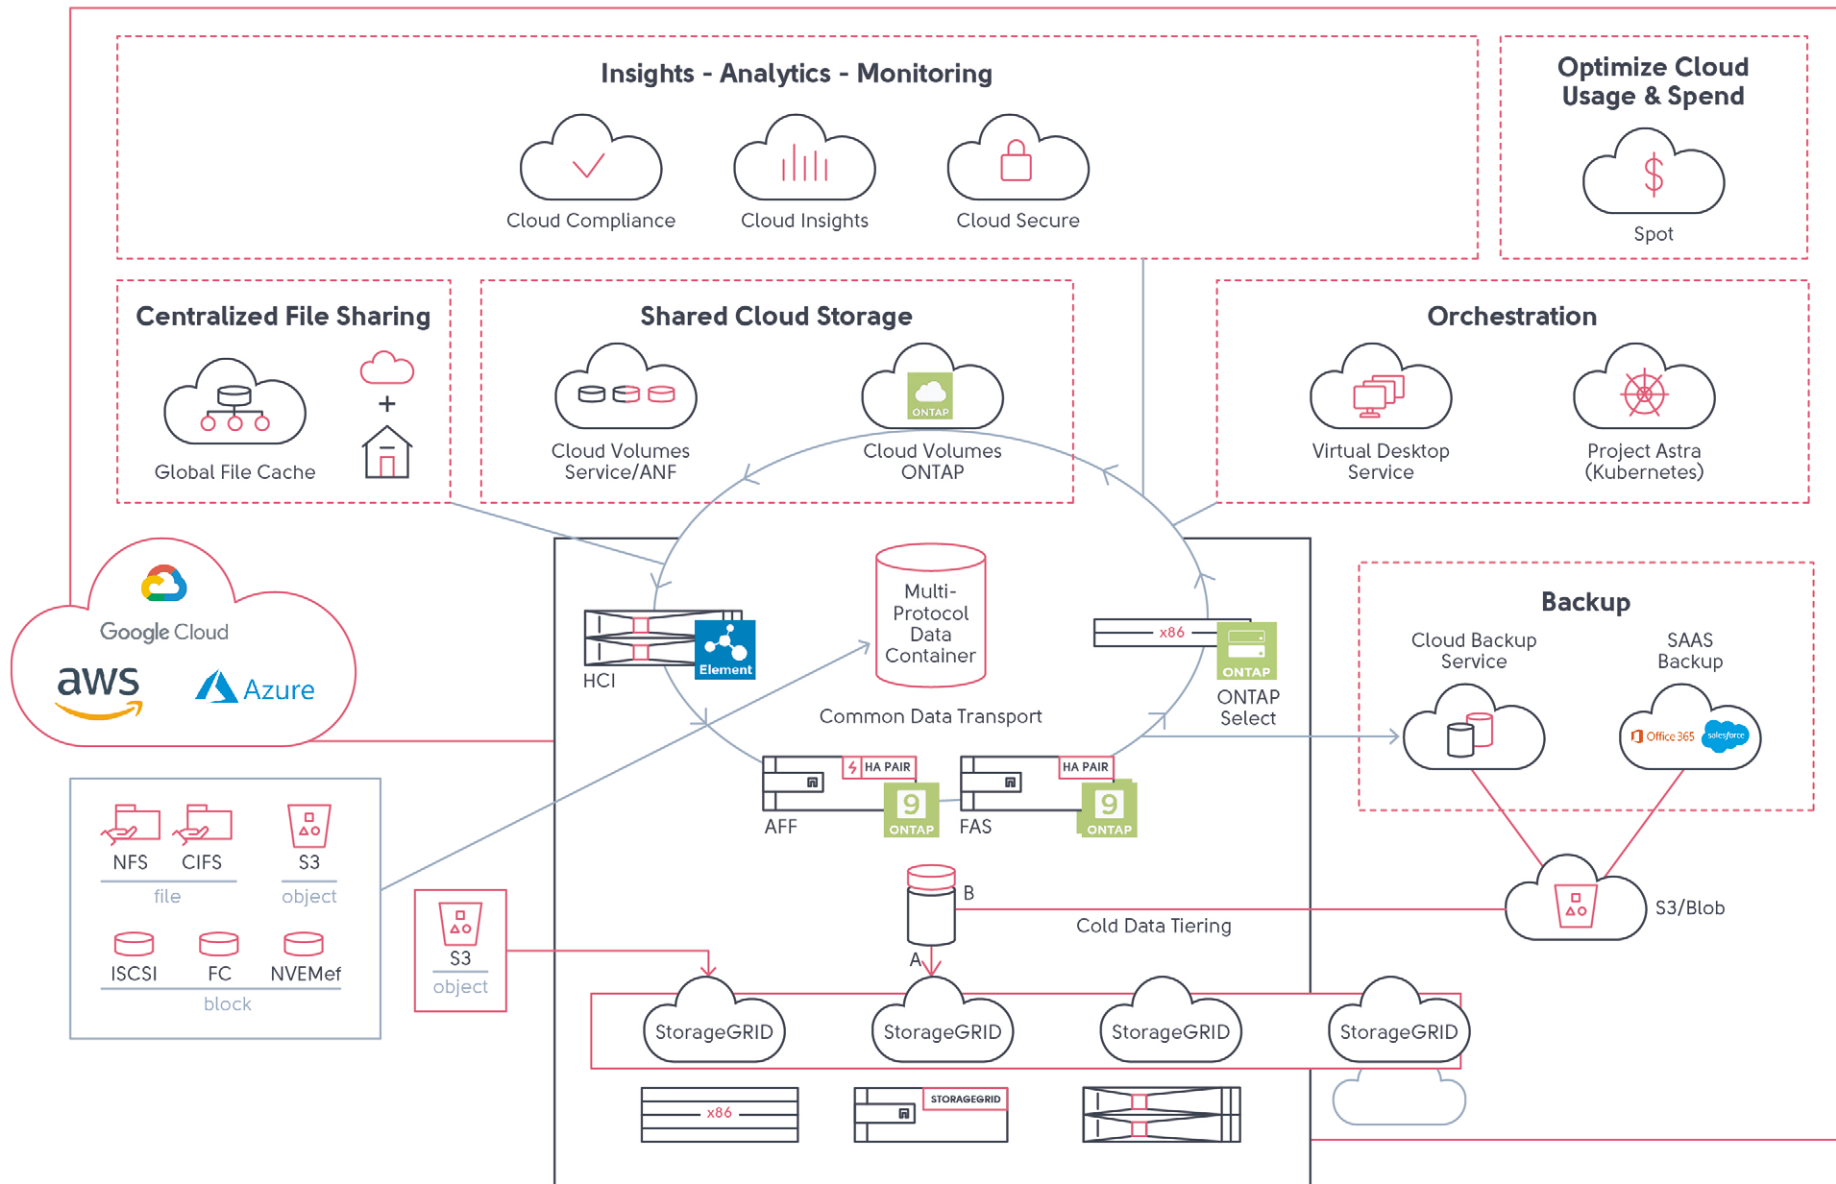 Insights - Analytics - Monitoring
Cloud Compliance
Cloud Insights
Cloud Secure
Optimize Cloud
Usage & Spend
$
Spot
Centralized File Sharing
+
Global File Cache
Shared Cloud Storage
Cloud Volumes
Service/ANF
ONTAP
Cloud Volumes
ONTAP
Orchestration
Virtual Desktop
Service
Project Astra
(Kubernetes)
Google Cloud
aws
Azure
Element
HCI
Multi-
Protocol
Data
Container
Common Data Transport
x86
ONTAP
ONTAP
Select
HA PAIR
9
ONTAP
AFF
HA PAIR
9
ONTAP
FAS
Backup
Cloud Backup
Service
SAAS
Backup
Office 365
salesforce
S3/Blob
NFS
CIFS
file
S3
object
ISCSI
FC
NVEMef
block
S3
object
B
A
Cold Data Tiering
StorageGRID
StorageGRID
StorageGRID
StorageGRID
x86
STORAGEGRID